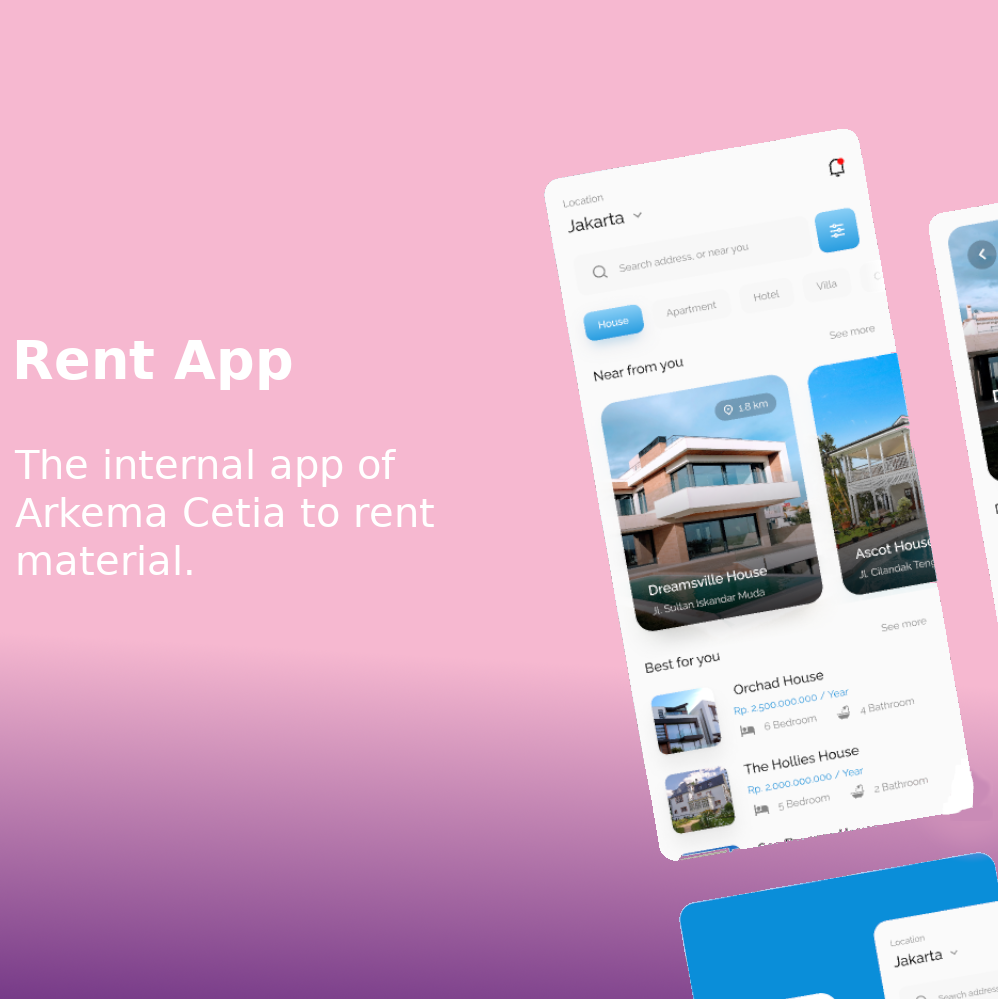 Rent App
The internal app of
Arkema Cetia to rent
material.
Location
Jakarta
Search address, or near you
House
Apartment
Hotel
Villa
Near from you
See more
1.8 km
Dreamsville House
Jl. Sultan Iskandar Muda
Ascot House
Jl. Cilandak
Best for you
See more
Orchad House
Rp. 2.500.000.000 / Year
6 Bedroom
4 Bathroom
The Hollies House
Rp. 2.000.000.000 / Year
5 Bedroom
2 Bathroom
Location
Jakarta
Search address